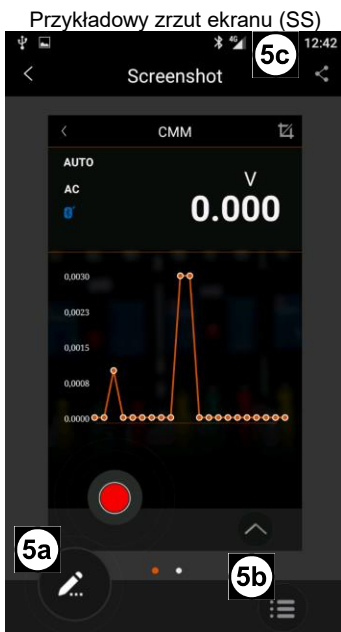 Przykładowy zrzut ekranu (SS)
4G 5c 12:42
Screenshot
CMM
AUTO
AC
V
0.000
0,0030
0,0023
0,0015
0,0008
0.0000
5a
5b